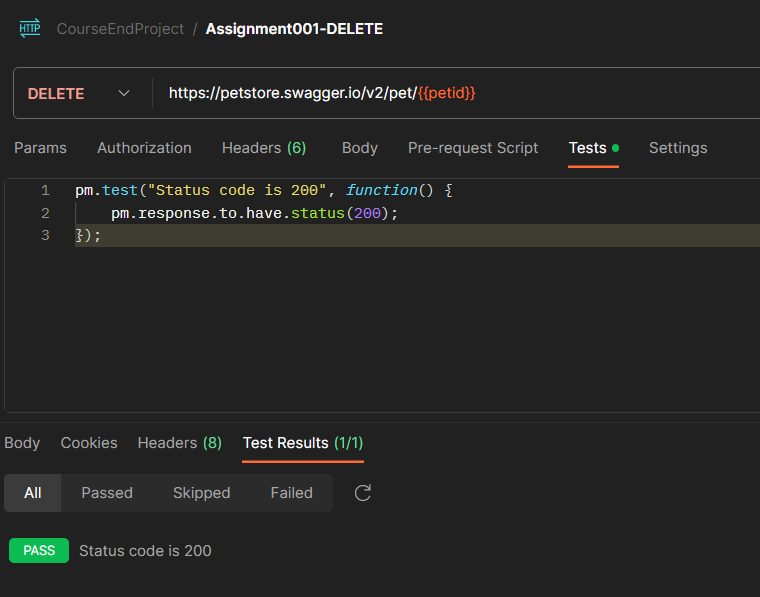 HTTP CourseEndProject / Assignment001-DELETE
DELETE https://petstore.swagger.io/v2/pet/{{petid}}
Params Authorization Headers (6) Body Pre-request Script Tests Settings
1 pm.test("Status code is 200", function() {
2 pm.response.to.have.status(200);
3 });
Body Cookies Headers (8) Test Results (1/1)
All Passed Skipped Failed
PASS Status code is 200